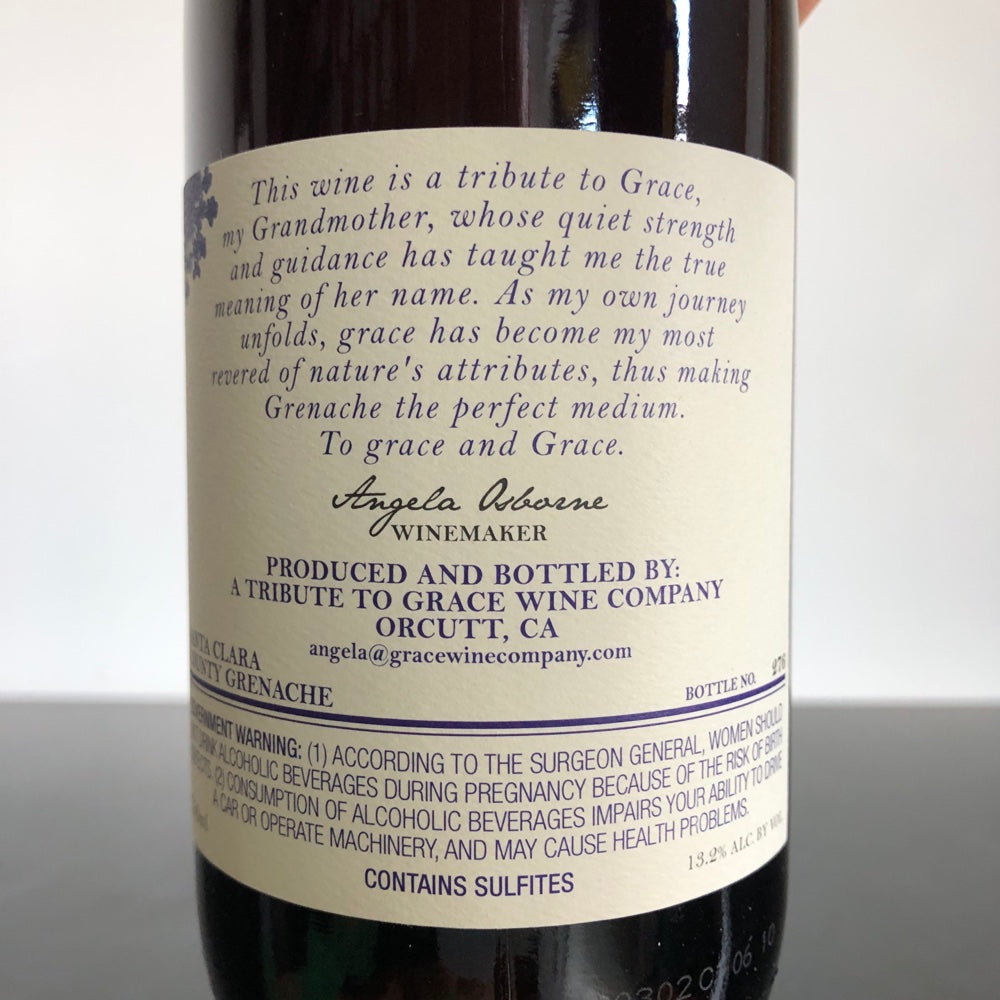 This wine is a tribute to Grace,
my Grandmother, whose quiet strength
and guidance has taught me the true
meaning of her name. As my own journey
unfolds, grace has become my most
revered of nature's attributes, thus making
Grenache the perfect medium.
To grace and Grace.
Angela Osborne
WINEMAKER
PRODUCED AND BOTTLED BY:
A TRIBUTE TO GRACE WINE COMPANY
ORCUTT, CA
angela@gracewinecompany.com
CLARA
GRENACHE
BOTTLE NO. 276
WARNING: (1) ACCORDING TO THE SURGEON GENERAL, WOMEN SHOULD
DRINK ALCOHOLIC BEVERAGES DURING PREGNANCY BECAUSE OF THE RISK OF BIRTH
(2) CONSUMPTION OF ALCOHOLIC BEVERAGES IMPAIRS YOUR ABILITY TO DRIVE
A CAR OR OPERATE MACHINERY, AND MAY CAUSE HEALTH PROBLEMS.
13.2% ALC. BY VOL.
CONTAINS SULFITES